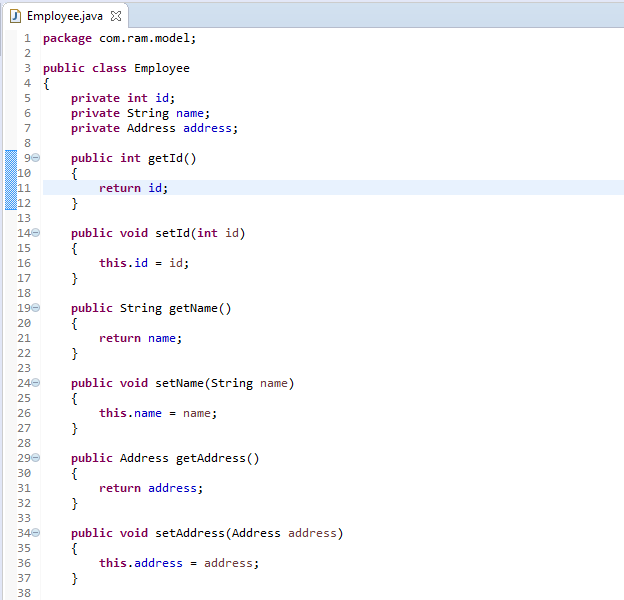 Employee.java
1 package com.ram.model;
2
3 public class Employee
4 {
5     private int id;
6     private String name;
7     private Address address;
8
9     public int getId()
10     {
11         return id;
12     }
13
14     public void setId(int id)
15     {
16         this.id = id;
17     }
18
19     public String getName()
20     {
21         return name;
22     }
23
24     public void setName(String name)
25     {
26         this.name = name;
27     }
28
29     public Address getAddress()
30     {
31         return address;
32     }
33
34     public void setAddress(Address address)
35     {
36         this.address = address;
37     }
38